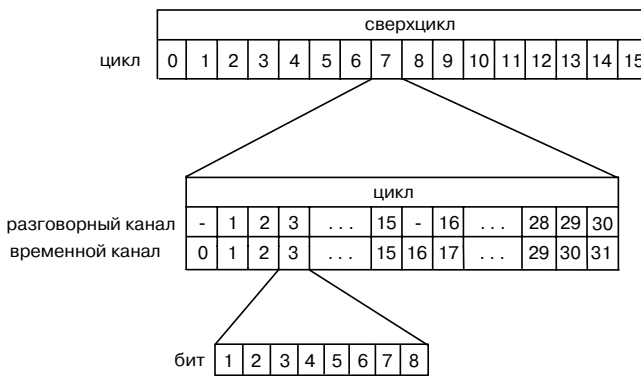 сверхцикл
цикл 0 1 2 3 4 5 6 7 8 9 10 11 12 13 14 15
цикл
разговорный канал - 1 2 3 ... 15 - 16 ... 28 29 30
временной канал 0 1 2 3 ... 15 16 17 ... 29 30 31
бит 1 2 3 4 5 6 7 8